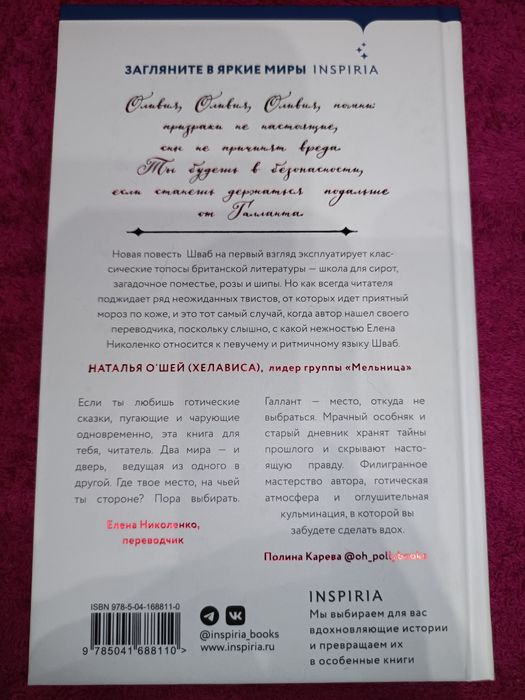 ЗАГЛЯНИТЕ В ЯРКИЕ МИРЫ INSPIRIA
Оливия, Оливия, Оливия, помни:
призраки не настоящие,
сны не причинят вреда.
Ты будешь в безопасности,
если станешь держаться подальше
от Галланта.
Новая повесть Шваб на первый взгляд эксплуатирует клас-
сические топосы британской литературы — школа для сирот,
загадочное поместье, розы и шипы. Но как всегда читателя
поджидает ряд неожиданных твистов, от которых идет приятный
мороз по коже, и это тот самый случай, когда автор нашел своего
переводчика, поскольку слышно, с какой нежностью Елена
Николенко относится к певучему и ритмичному языку Шваб.
НАТАЛЬЯ О'ШЕЙ (ХЕЛАВИСА), лидер группы «Мельница»
Если ты любишь готические
сказки, пугающие и чарующие
одновременно, эта книга для
тебя, читатель. Два мира — и
дверь, ведущая из одного в
другой. Где твое место, на чьей
ты стороне? Пора выбирать.
Елена Николенко,
переводчик
Галлант — место, откуда не
выбраться. Мрачный особняк и
старый дневник хранят тайны
прошлого и скрывают насто-
ящую правду. Филигранное
мастерство автора, готическая
атмосфера и оглушительная
кульминация, в которой вы
забудете сделать вдох.
Полина Карева @oh_pollybooks
ISBN 978-5-04-168811-0
9 785041 688110 >
@inspiria_books
www.inspiria.ru
INSPIRIA
Мы выбираем для вас
вдохновляющие истории
и превращаем их
в особенные книги